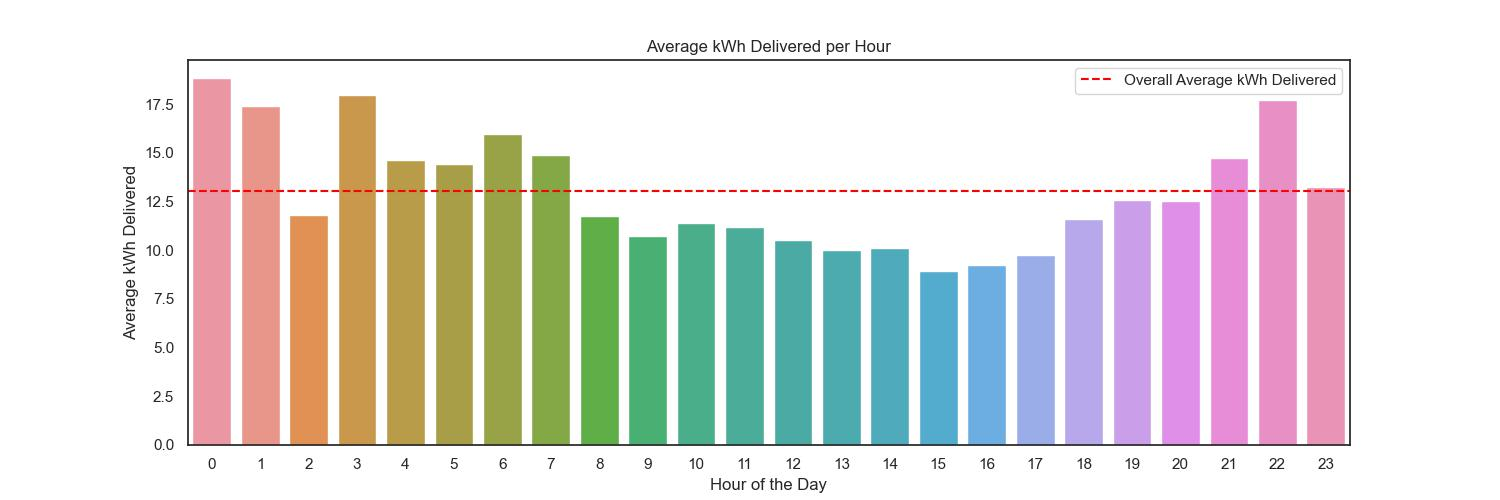 Average kWh Delivered per Hour
Overall Average kWh Delivered
Average kWh Delivered
17.5
15.0
12.5
10.0
7.5
5.0
2.5
0.0
0 1 2 3 4 5 6 7 8 9 10 11 12 13 14 15 16 17 18 19 20 21 22 23
Hour of the Day